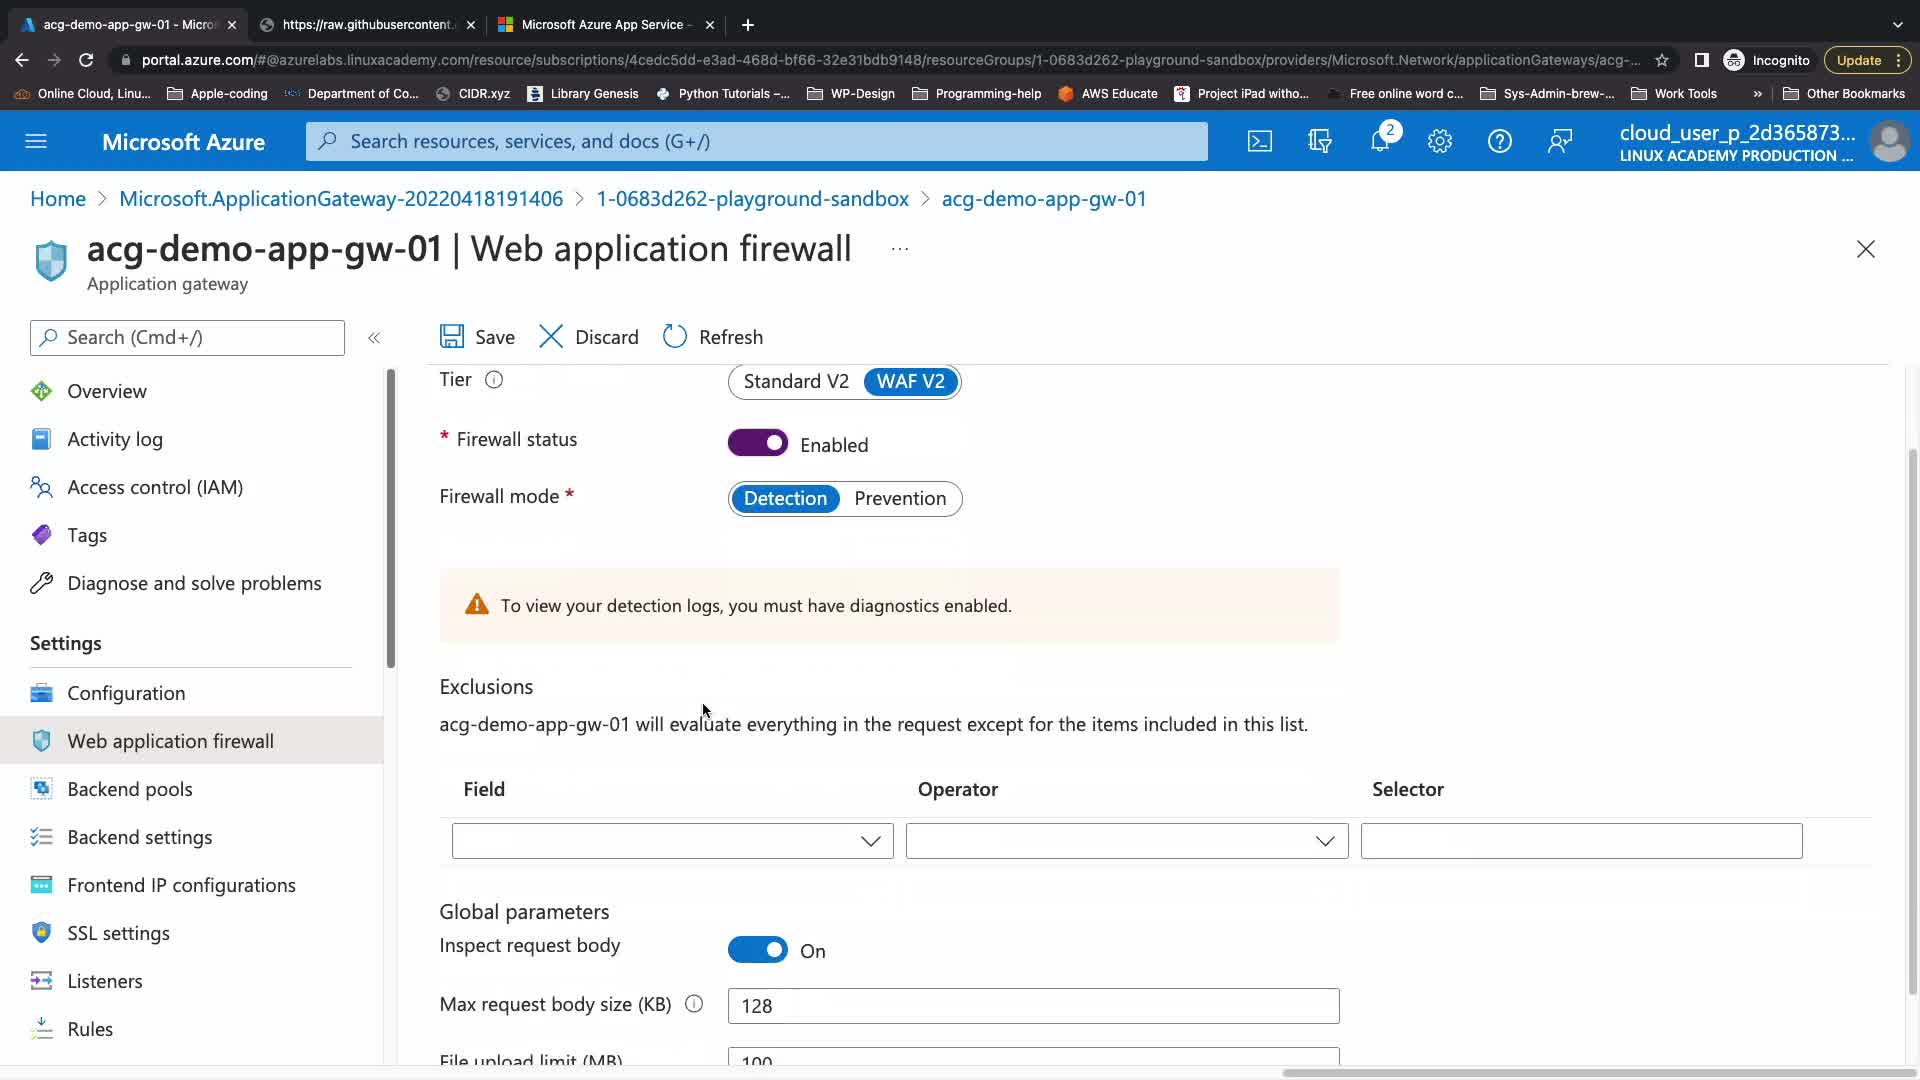 acg-demo-app-gw-01 - Micros
https://raw.githubusercontent.
Microsoft Azure App Service -
portal.azure.com/#@azurelabs.linuxacademy.com/resource/subscriptions/4cedc5dd-e3ad-468d-bf66-32e31bdb9148/resourceGroups/1-0683d262-playground-sandbox/providers/Microsoft.Network/applicationGateways/acg-...
Incognito
Update
Online Cloud, Linu...
Apple-coding
Department of Co...
CIDR.xyz
Library Genesis
Python Tutorials –...
WP-Design
Programming-help
AWS Educate
Project iPad witho...
Free online word c...
Sys-Admin-brew-...
Work Tools
»
Other Bookmarks
Microsoft Azure
Search resources, services, and docs (G+/)
2
cloud_user_p_2d365873...
LINUX ACADEMY PRODUCTION ...
Home > Microsoft.ApplicationGateway-20220418191406 > 1-0683d262-playground-sandbox > acg-demo-app-gw-01
acg-demo-app-gw-01 | Web application firewall ...
Application gateway
Search (Cmd+/)
«
Save
Discard
Refresh
Overview
Activity log
Access control (IAM)
Tags
Diagnose and solve problems
Settings
Configuration
Web application firewall
Backend pools
Backend settings
Frontend IP configurations
SSL settings
Listeners
Rules
Tier
Standard V2
WAF V2
* Firewall status
Enabled
Firewall mode *
Detection
Prevention
To view your detection logs, you must have diagnostics enabled.
Exclusions
acg-demo-app-gw-01 will evaluate everything in the request except for the items included in this list.
Field
Operator
Selector
Global parameters
Inspect request body
On
Max request body size (KB)
128
File upload limit (MB)
100